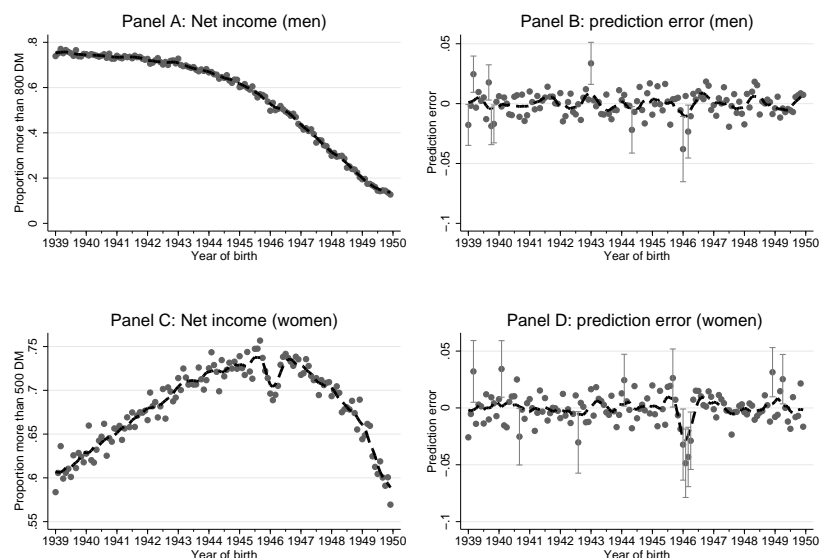 Panel A: Net income (men)
Proportion more than 800 DM
.8
.6
.4
.2
0
1939 1940 1941 1942 1943 1944 1945 1946 1947 1948 1949 1950
Year of birth
Panel B: prediction error (men)
Prediction error
.05
0
-.05
-.1
1939 1940 1941 1942 1943 1944 1945 1946 1947 1948 1949 1950
Year of birth
Panel C: Net income (women)
Proportion more than 500 DM
.75
.7
.65
.6
.55
1939 1940 1941 1942 1943 1944 1945 1946 1947 1948 1949 1950
Year of birth
Panel D: prediction error (women)
Prediction error
.05
0
-.05
-.1
1939 1940 1941 1942 1943 1944 1945 1946 1947 1948 1949 1950
Year of birth